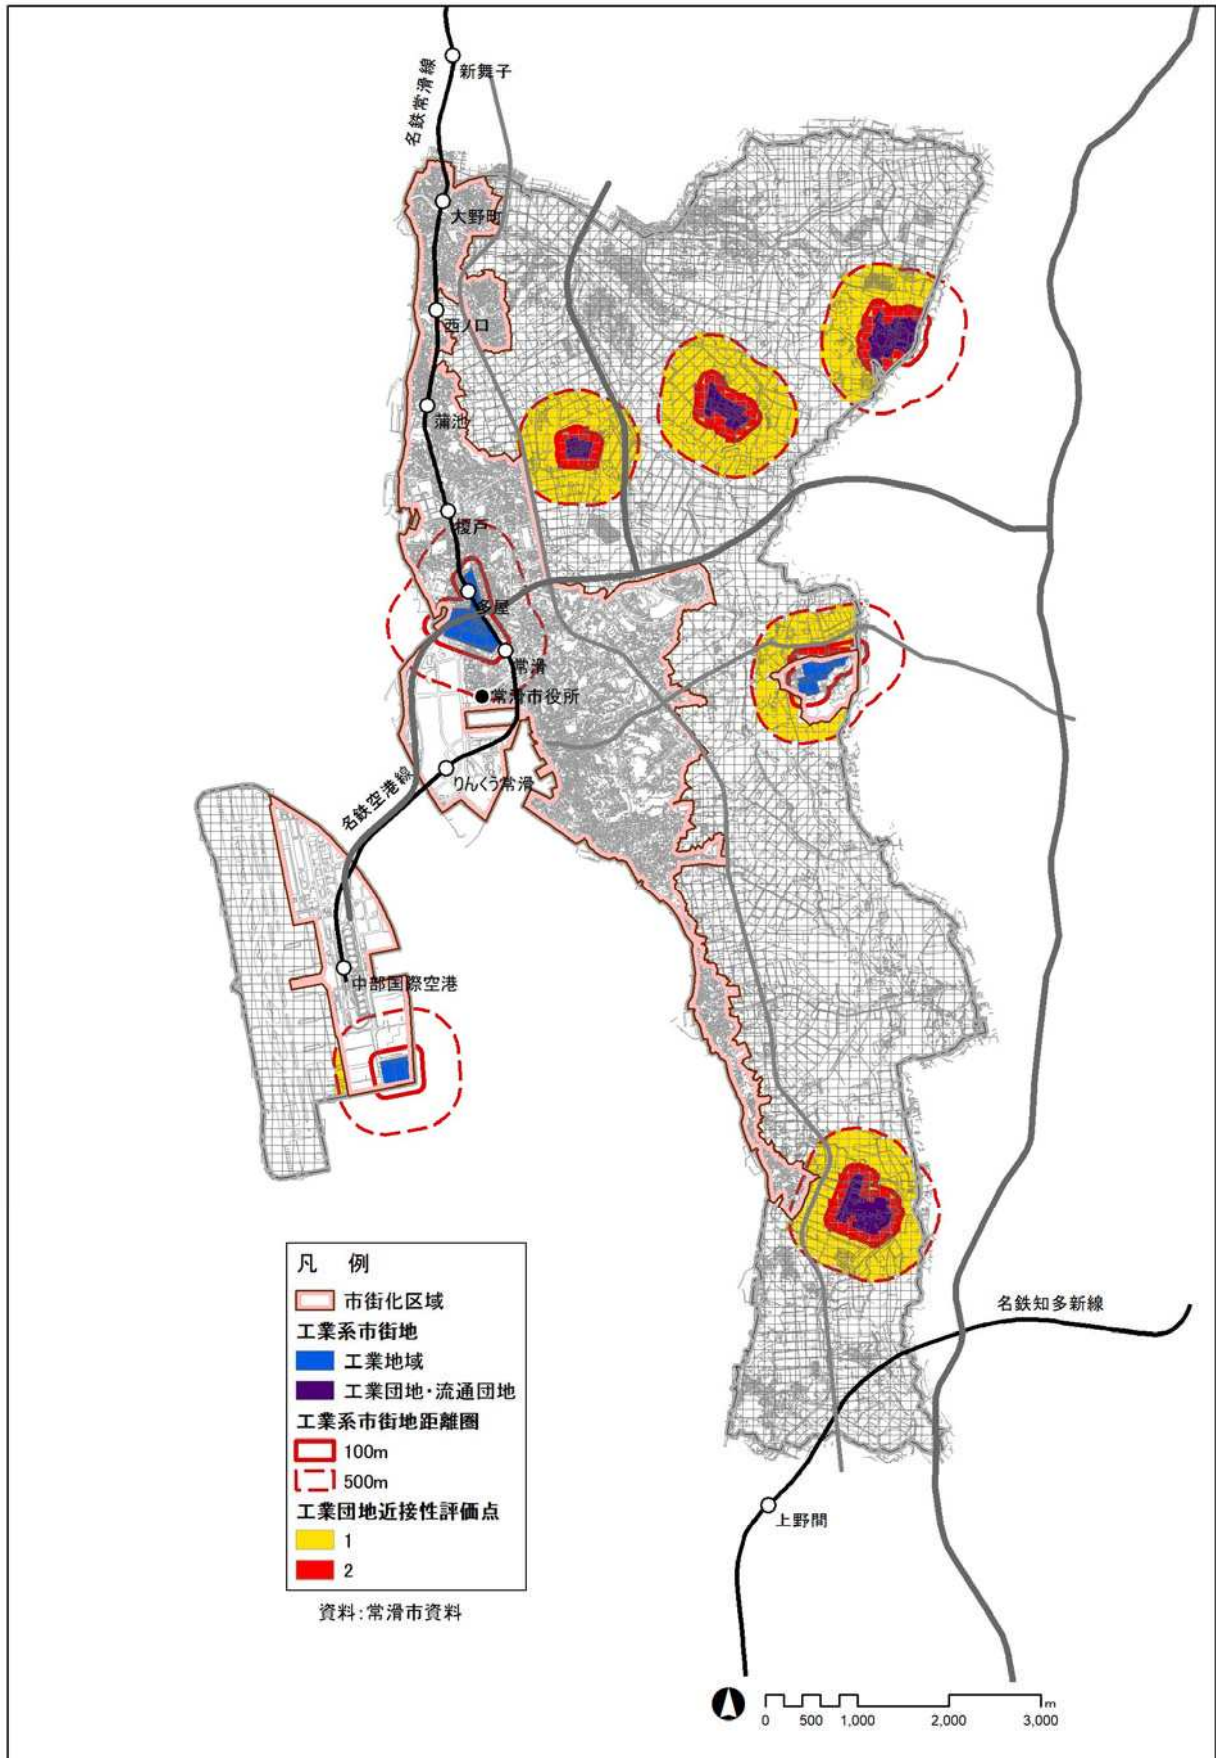 新舞子
名鉄常滑線
大野町
西ノ口
蒲池
榎戸
多屋
常滑
常滑市役所
りんくう常滑
名鉄空港線
中部国際空港
凡 例
市街化区域
工業系市街地
工業地域
工業団地・流通団地
工業系市街地距離圏
100m
500m
工業団地近接性評価点
1
2
資料:常滑市資料
名鉄知多新線
上野間
m
0 500 1,000 2,000 3,000